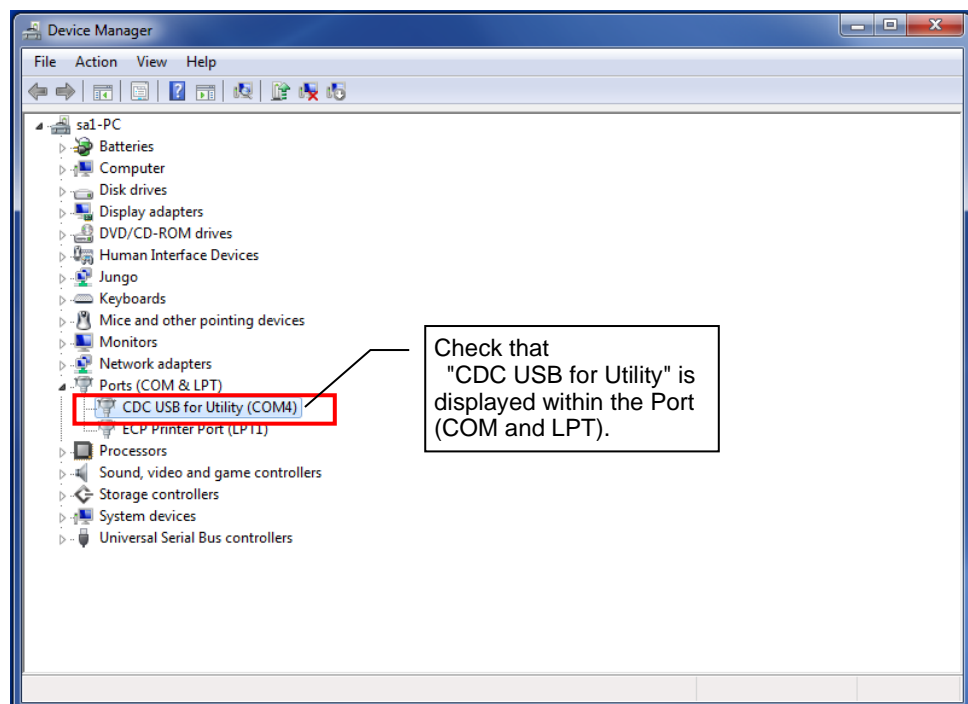 Device Manager
File Action View Help
sa1-PC
Batteries
Computer
Disk drives
Display adapters
DVD/CD-ROM drives
Human Interface Devices
Jungo
Keyboards
Mice and other pointing devices
Monitors
Network adapters
Ports (COM & LPT)
CDC USB for Utility (COM4)
ECP Printer Port (LPT1)
Processors
Sound, video and game controllers
Storage controllers
System devices
Universal Serial Bus controllers
Check that
"CDC USB for Utility" is
displayed within the Port
(COM and LPT).